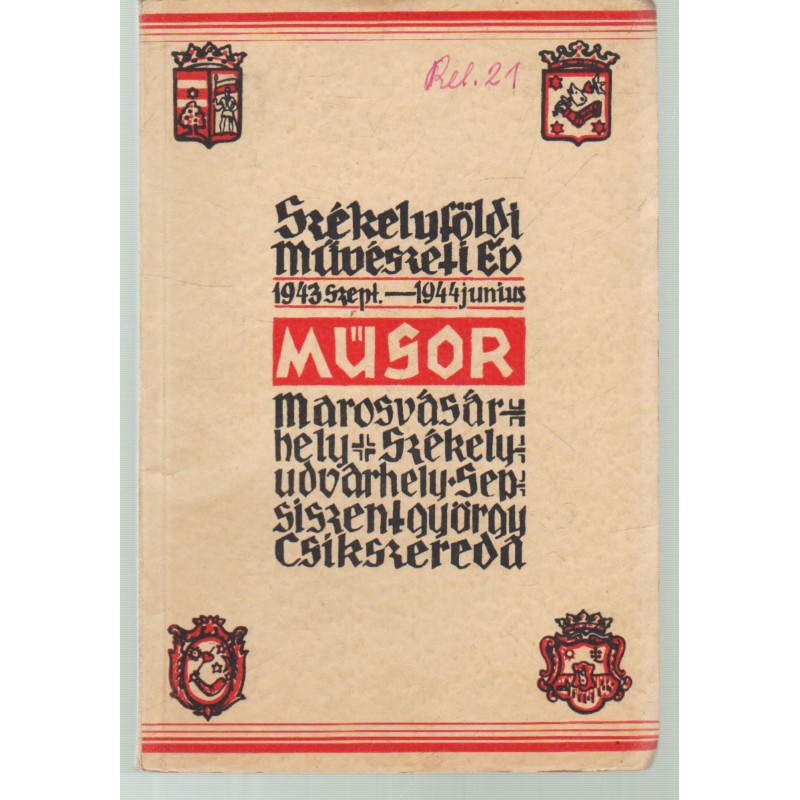 Rel. 21
Székelyföldi
Művészeti Év
1943 Szept. — 1944 junius
MŰSOR
Marosvásár-
hely + Székely-
udvarhely · Sep-
siszentgyörgy
Csikszereda